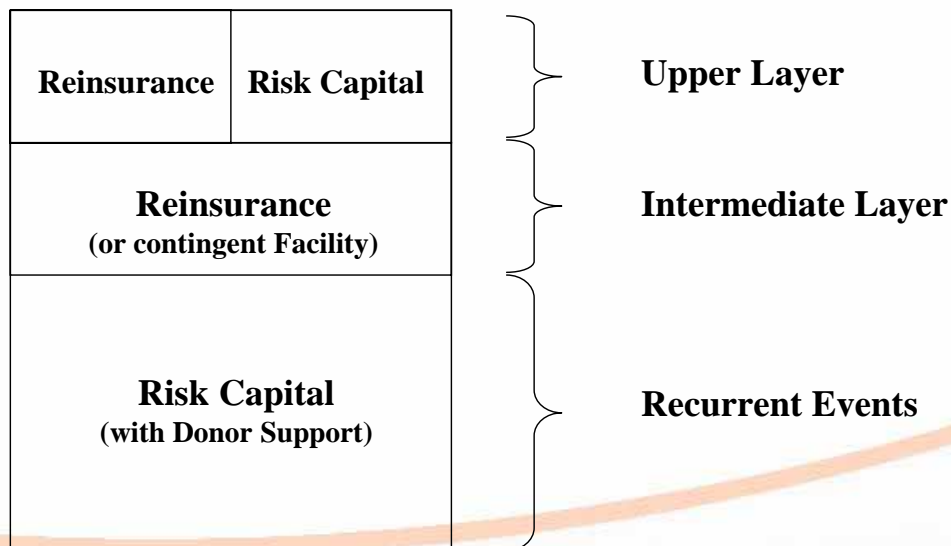 Reinsurance
Risk Capital
Upper Layer
Reinsurance
(or contingent Facility)
Intermediate Layer
Risk Capital
(with Donor Support)
Recurrent Events